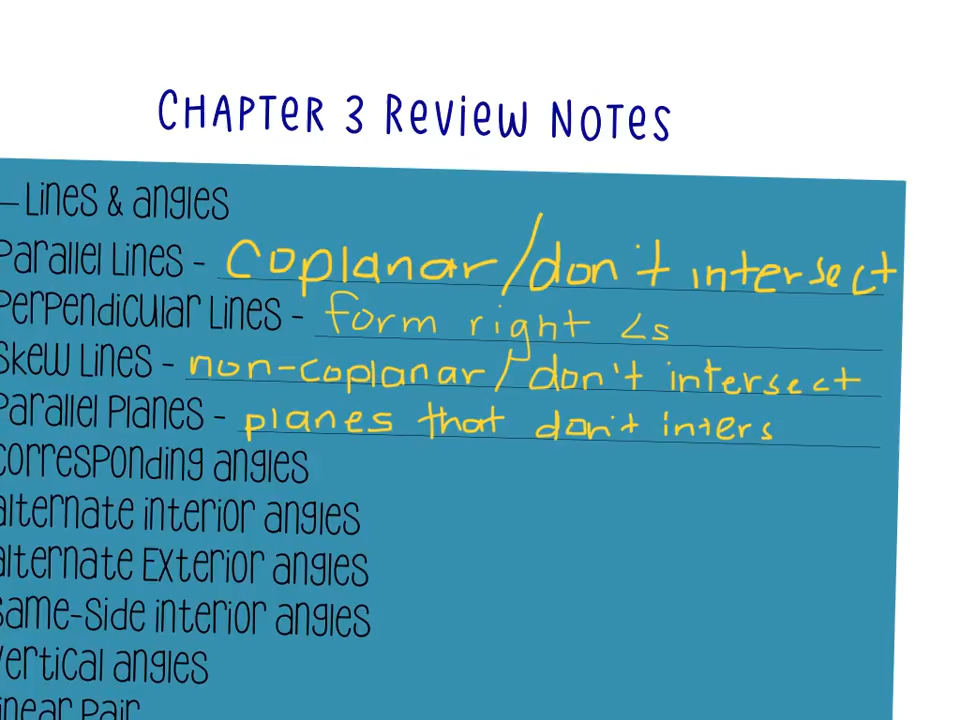 Chapter 3 Review Notes
– Lines & angles
Parallel Lines - coplanar/don't intersect
Perpendicular Lines - form right ∠s
Skew Lines - non-coplanar/don't intersect
Parallel Planes - planes that don't inters
Corresponding angles
alternate interior angles
alternate Exterior angles
Same-side interior angles
Vertical angles
Linear Pair